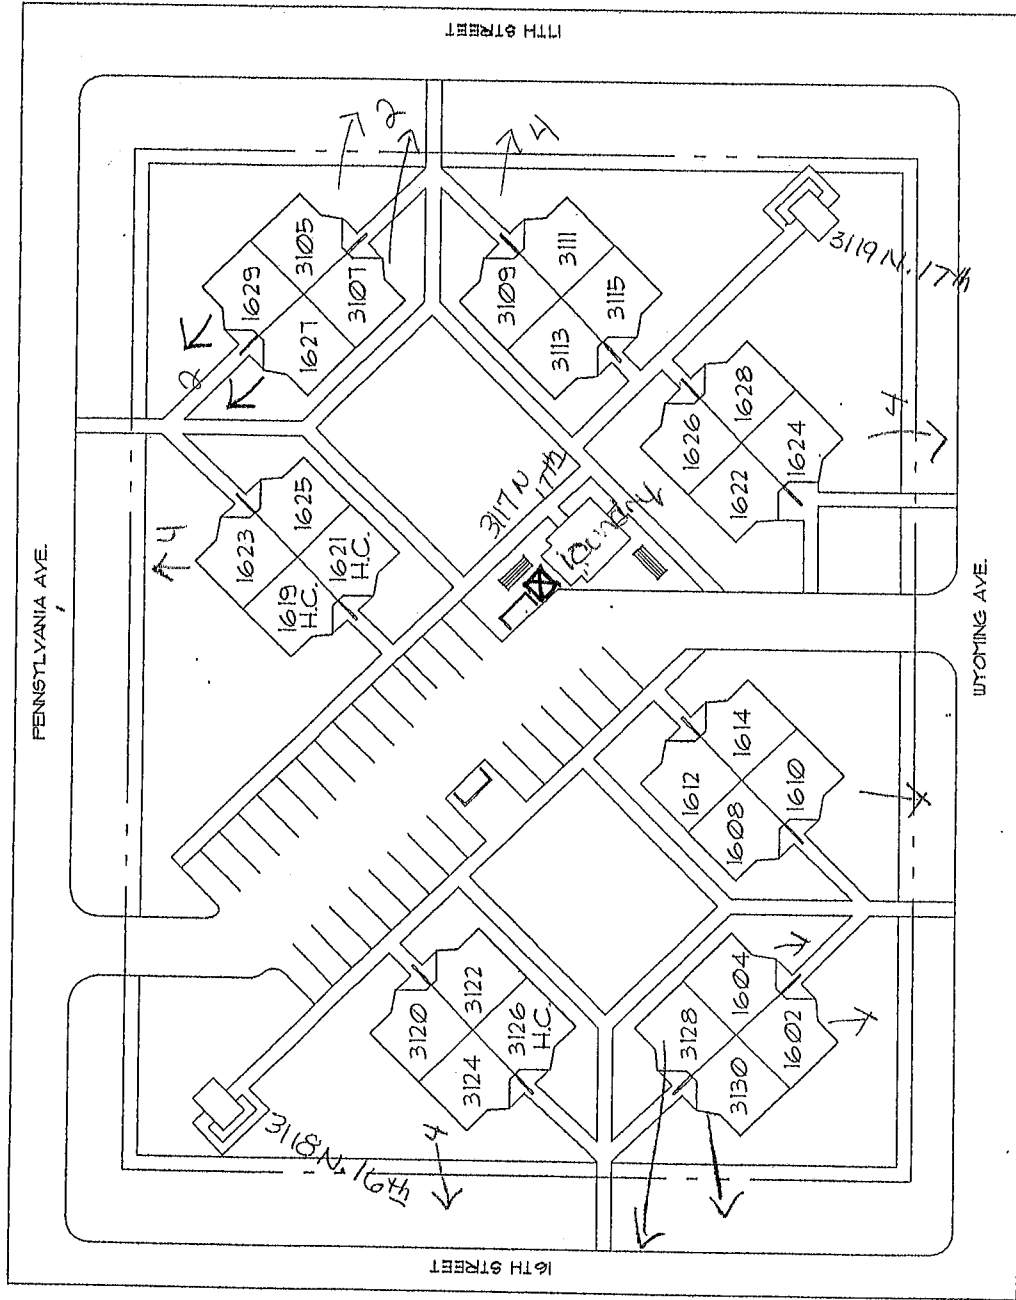 17TH STREET
PENNSYLVANIA AVE.
WYOMING AVE.
16TH STREET
2
4
3105
1629
3107
1627
2
3111
3109
3115
3113
3119 N. 17th
4
1625
1623
1621
H.C.
1619
H.C.
3117 N
17th
laundry
1628
1626
1624
1622
4
1614
1612
1610
1608
3122
3120
3126
H.C.
3124
1604
3128
1602
3130
3118 N. 16th
4